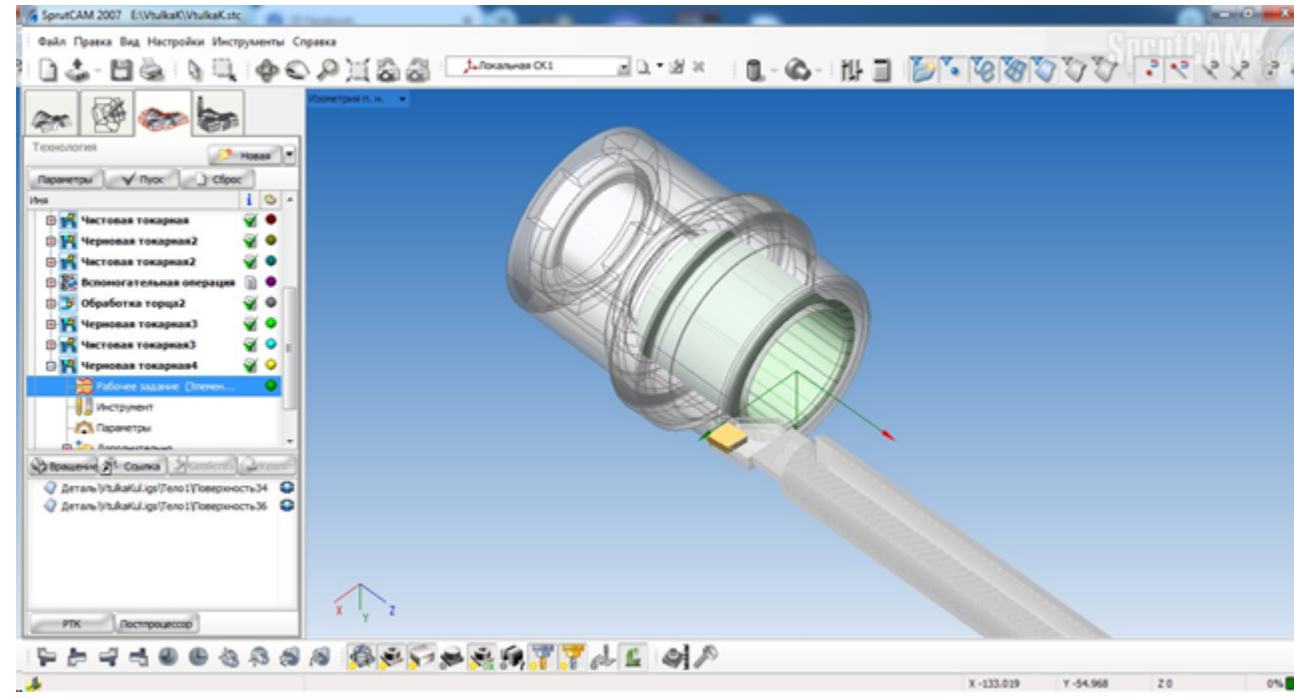 SprutCAM 2007 E:\VtulkaK\VtulkaK.stc
Файл Правка Вид Настройки Инструменты Справка
Локальная СК1
SprutCAM
Изометрия п. н.
Технология
Новая
Параметры Пуск Сброс
Имя
Чистовая токарная
Черновая токарная2
Чистовая токарная2
Вспомогательная операция
Обработка торца2
Черновая токарная3
Чистовая токарная3
Черновая токарная4
Рабочее задание (Элемен...
Инструмент
Параметры
Дополнительно
Вращение Ссылка
Деталь\VtulkaKul.igs\Тело1\Поверхность34
Деталь\VtulkaKul.igs\Тело1\Поверхность36
X Y Z
РТК Постпроцессор
X -133.019 Y -54.968 Z 0 0%